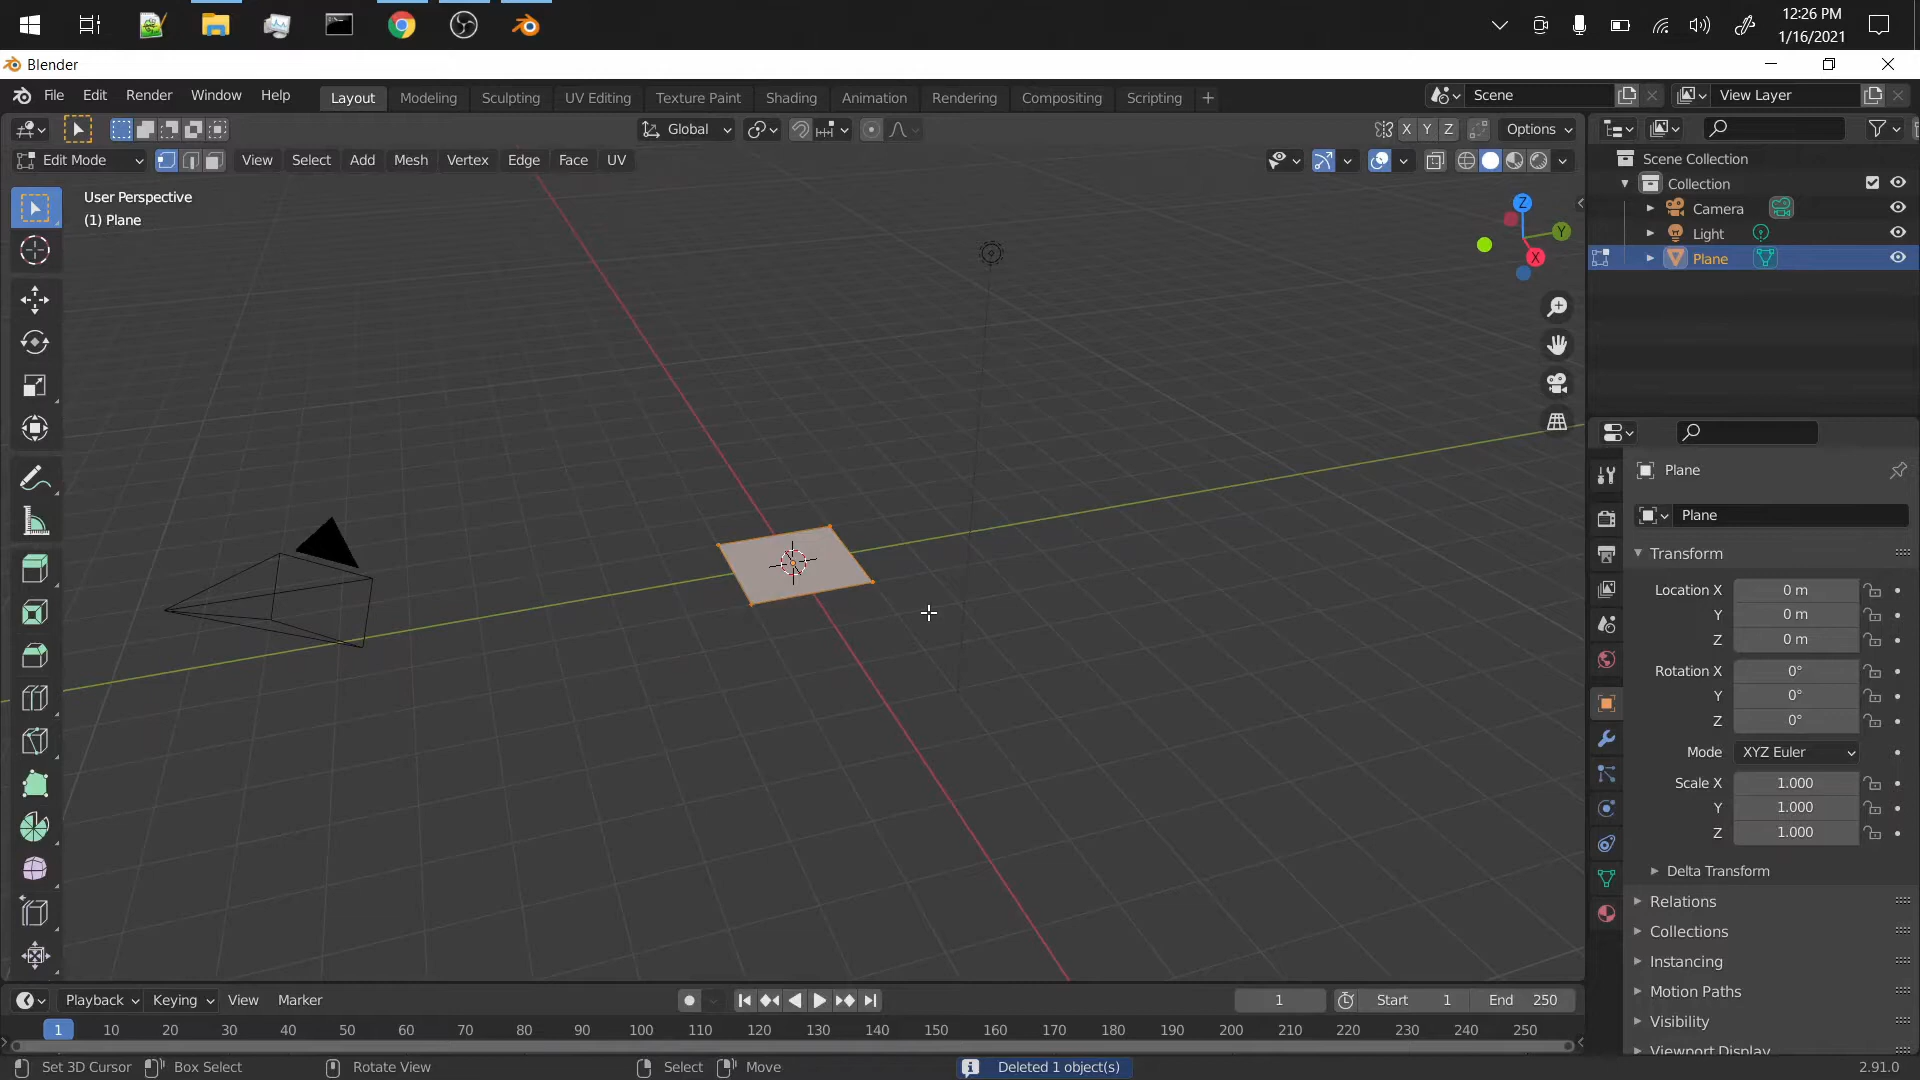 12:26 PM
1/16/2021
Blender
File Edit Render Window Help Layout Modeling Sculpting UV Editing Texture Paint Shading Animation Rendering Compositing Scripting + Scene View Layer
Global X Y Z Options
Edit Mode View Select Add Mesh Vertex Edge Face UV
User Perspective
(1) Plane
Z
Y
X
Scene Collection
Collection
Camera
Light
Plane
Plane
Plane
Transform
Location X 0 m
Y 0 m
Z 0 m
Rotation X 0°
Y 0°
Z 0°
Mode XYZ Euler
Scale X 1.000
Y 1.000
Z 1.000
Delta Transform
Relations
Collections
Instancing
Motion Paths
Visibility
Viewport Display
Playback Keying View Marker 1 Start 1 End 250
1 10 20 30 40 50 60 70 80 90 100 110 120 130 140 150 160 170 180 190 200 210 220 230 240 250
Set 3D Cursor Box Select Rotate View Select Move Deleted 1 object(s) 2.91.0